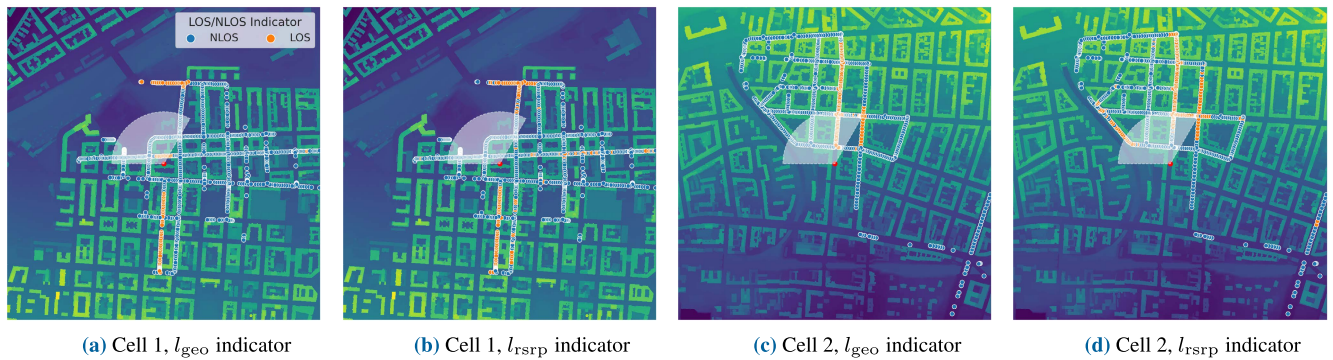 LOS/NLOS Indicator
NLOS LOS
(a) Cell 1, l_geo indicator
(b) Cell 1, l_rsrp indicator
(c) Cell 2, l_geo indicator
(d) Cell 2, l_rsrp indicator